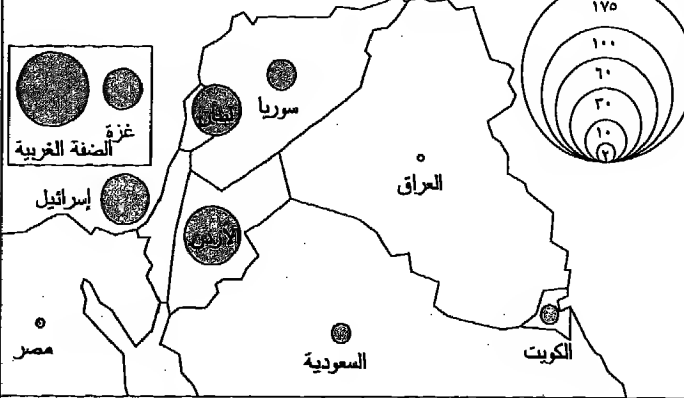 ١٧٥
١٠٠
٦٠
٣٠
١٠
٢
غزة
الضفة الغربية
لبنان
سوريا
إسرائيل
العراق
الأردن
مصر
السعودية
الكويت